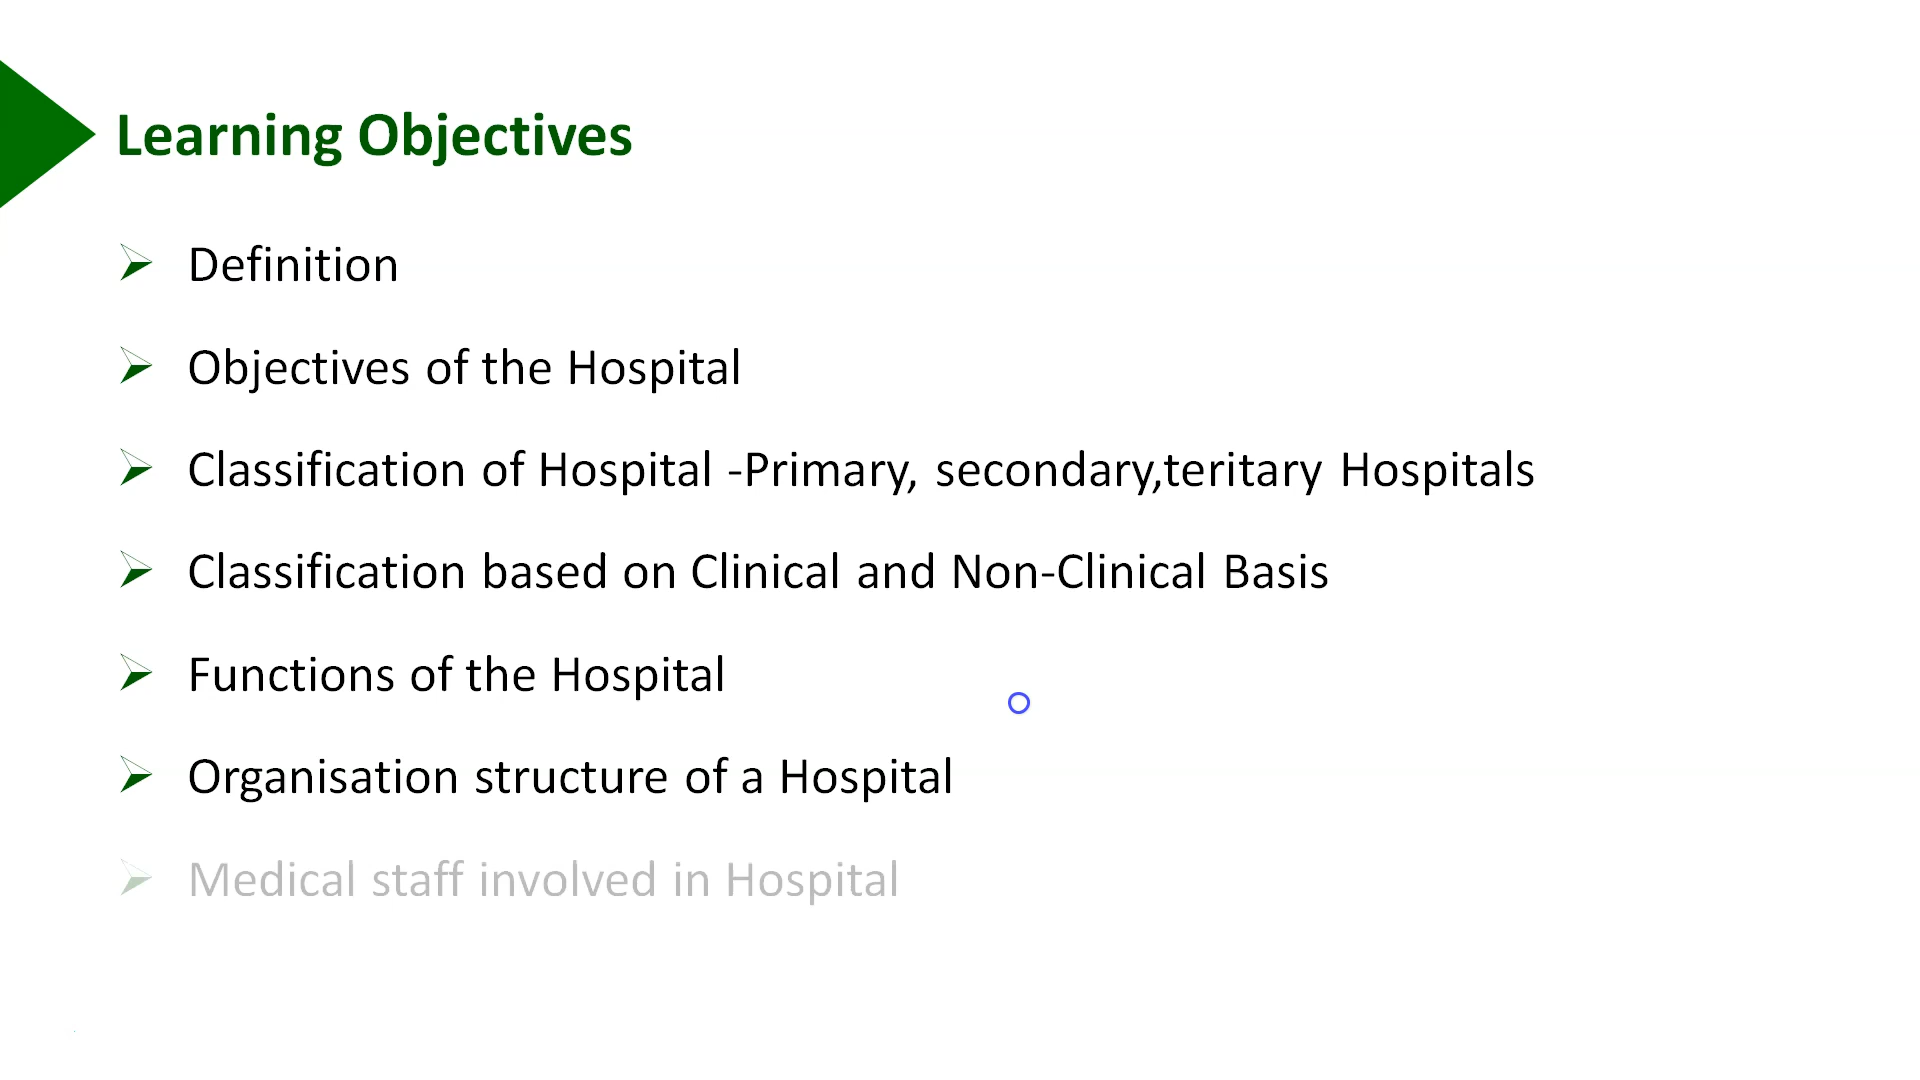 Learning Objectives
Definition
Objectives of the Hospital
Classification of Hospital -Primary, secondary,teritary Hospitals
Classification based on Clinical and Non-Clinical Basis
Functions of the Hospital
Organisation structure of a Hospital
Medical staff involved in Hospital